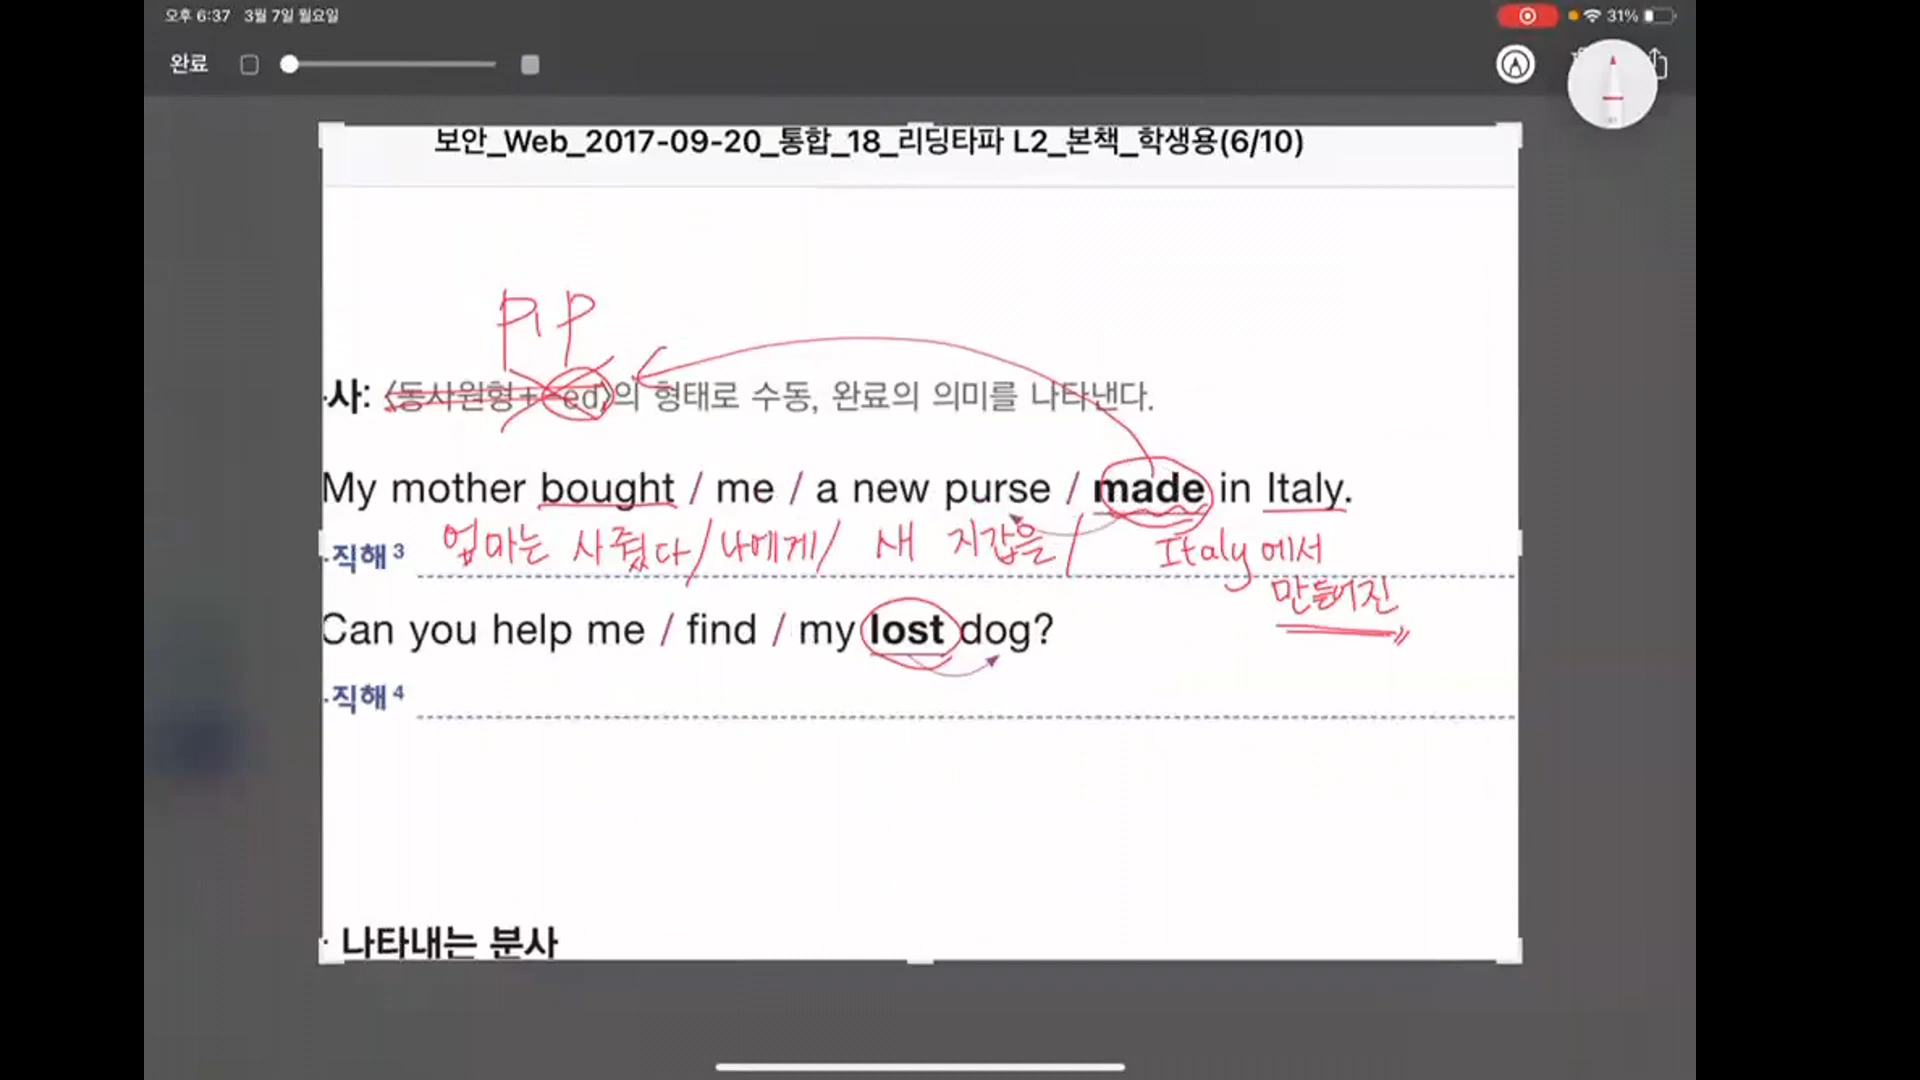 오후 6:37 3월 7일 월요일
31%
완료
보안_Web_2017-09-20_통합_18_리딩타파 L2_본책_학생용(6/10)
p.p
사: <동사원형+ -ed>의 형태로 수동, 완료의 의미를 나타낸다.
My mother bought / me / a new purse / made in Italy.
직해 3 엄마는 사줬다/나에게/ 새 지갑을/ Italy에서
만들어진
Can you help me / find / my lost dog?
직해 4
나타내는 분사